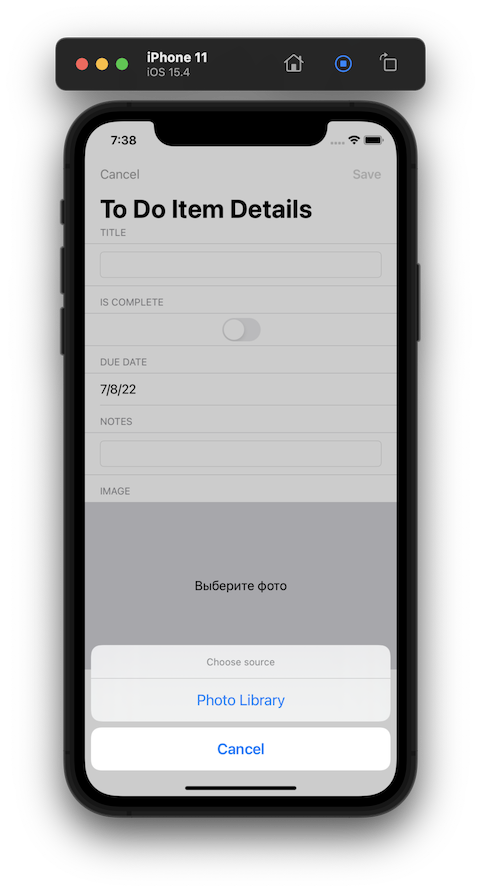 iPhone 11
iOS 15.4
7:38
Cancel
Save
To Do Item Details
TITLE
IS COMPLETE
DUE DATE
7/8/22
NOTES
IMAGE
Выберите фото
Choose source
Photo Library
Cancel